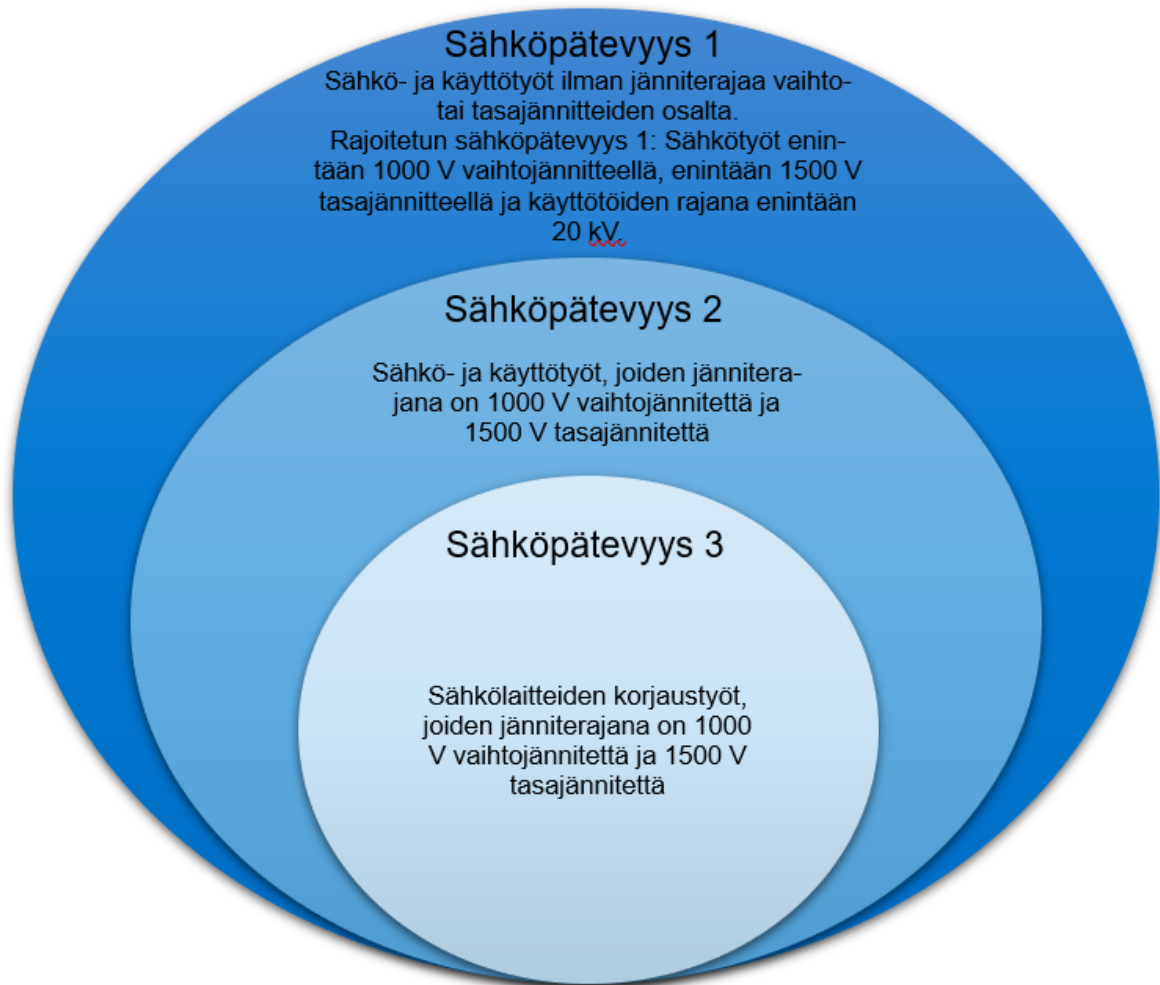 Sähköpätevyys 1
Sähkö- ja käyttötyöt ilman jänniterajaa vaihto-
tai tasajännitteiden osalta.
Rajoitetun sähköpätevyys 1: Sähkötyöt enin-
tään 1000 V vaihtojännitteellä, enintään 1500 V
tasajännitteellä ja käyttötöiden rajana enintään
20 kV.
Sähköpätevyys 2
Sähkö- ja käyttötyöt, joiden jännitera-
jana on 1000 V vaihtojännitettä ja
1500 V tasajännitettä
Sähköpätevyys 3
Sähkölaitteiden korjaustyöt,
joiden jänniterajana on 1000
V vaihtojännitettä ja 1500 V
tasajännitettä